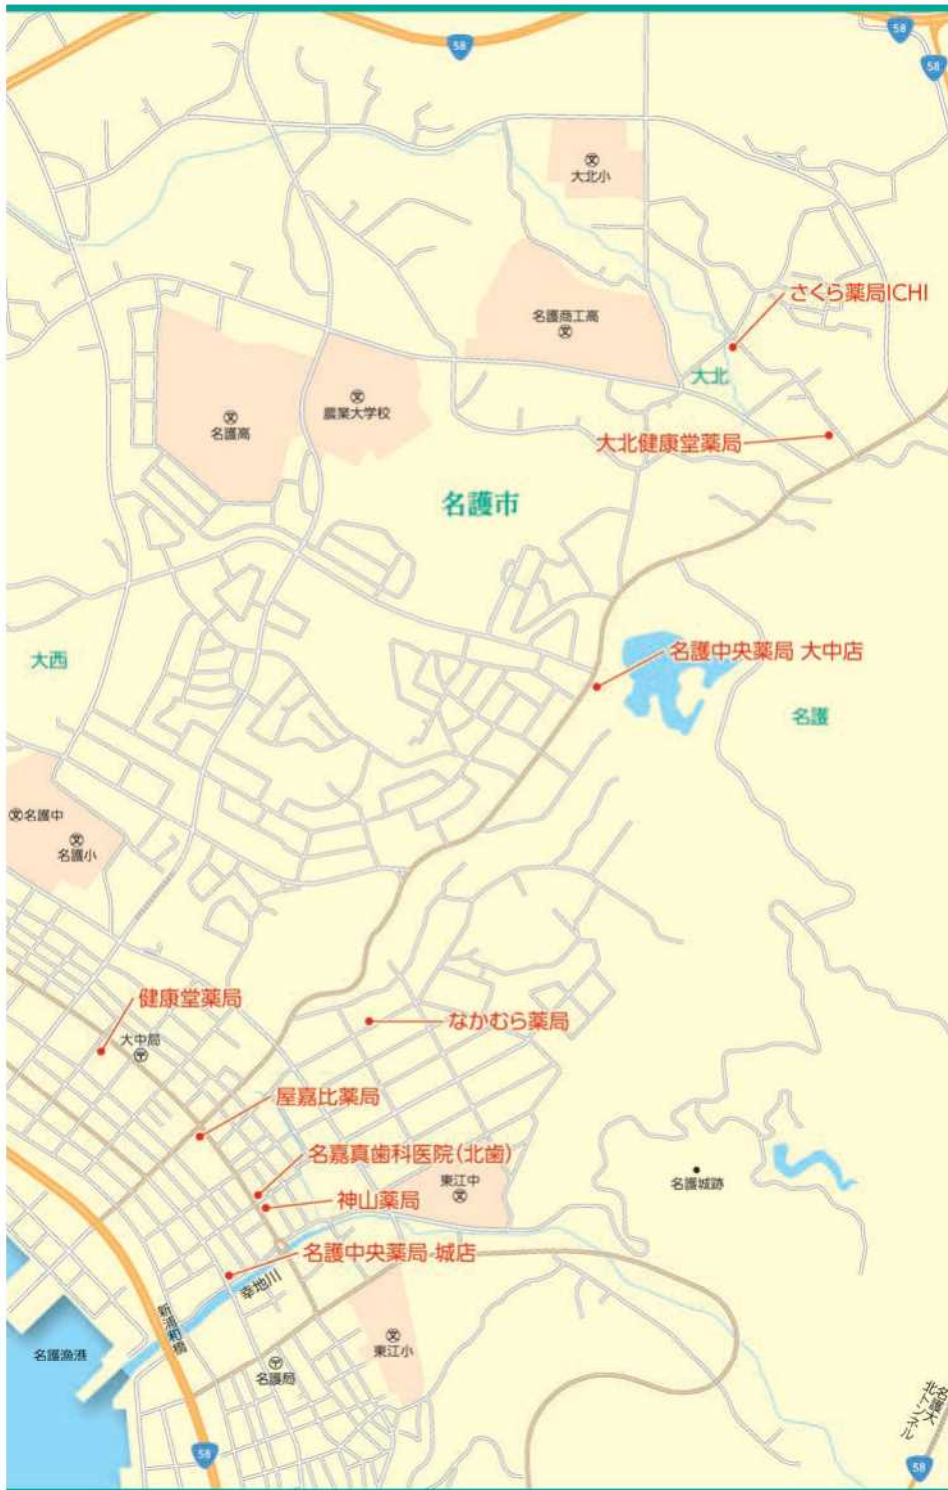 58
58
58
大北小
さくら薬局ICHI
名護商工高
大北
農業大学校
名護高
大北健康堂薬局
名護市
名護中央薬局 大中店
大西
名護
名護中
名護小
健康堂薬局
なかむら薬局
大中局
屋嘉比薬局
名嘉真歯科医院(北歯)
東江中
名護城跡
神山薬局
名護中央薬局 城店
幸地川
新浦和橋
名護漁港
東江小
名護局
名護大
北トンネル
58
58